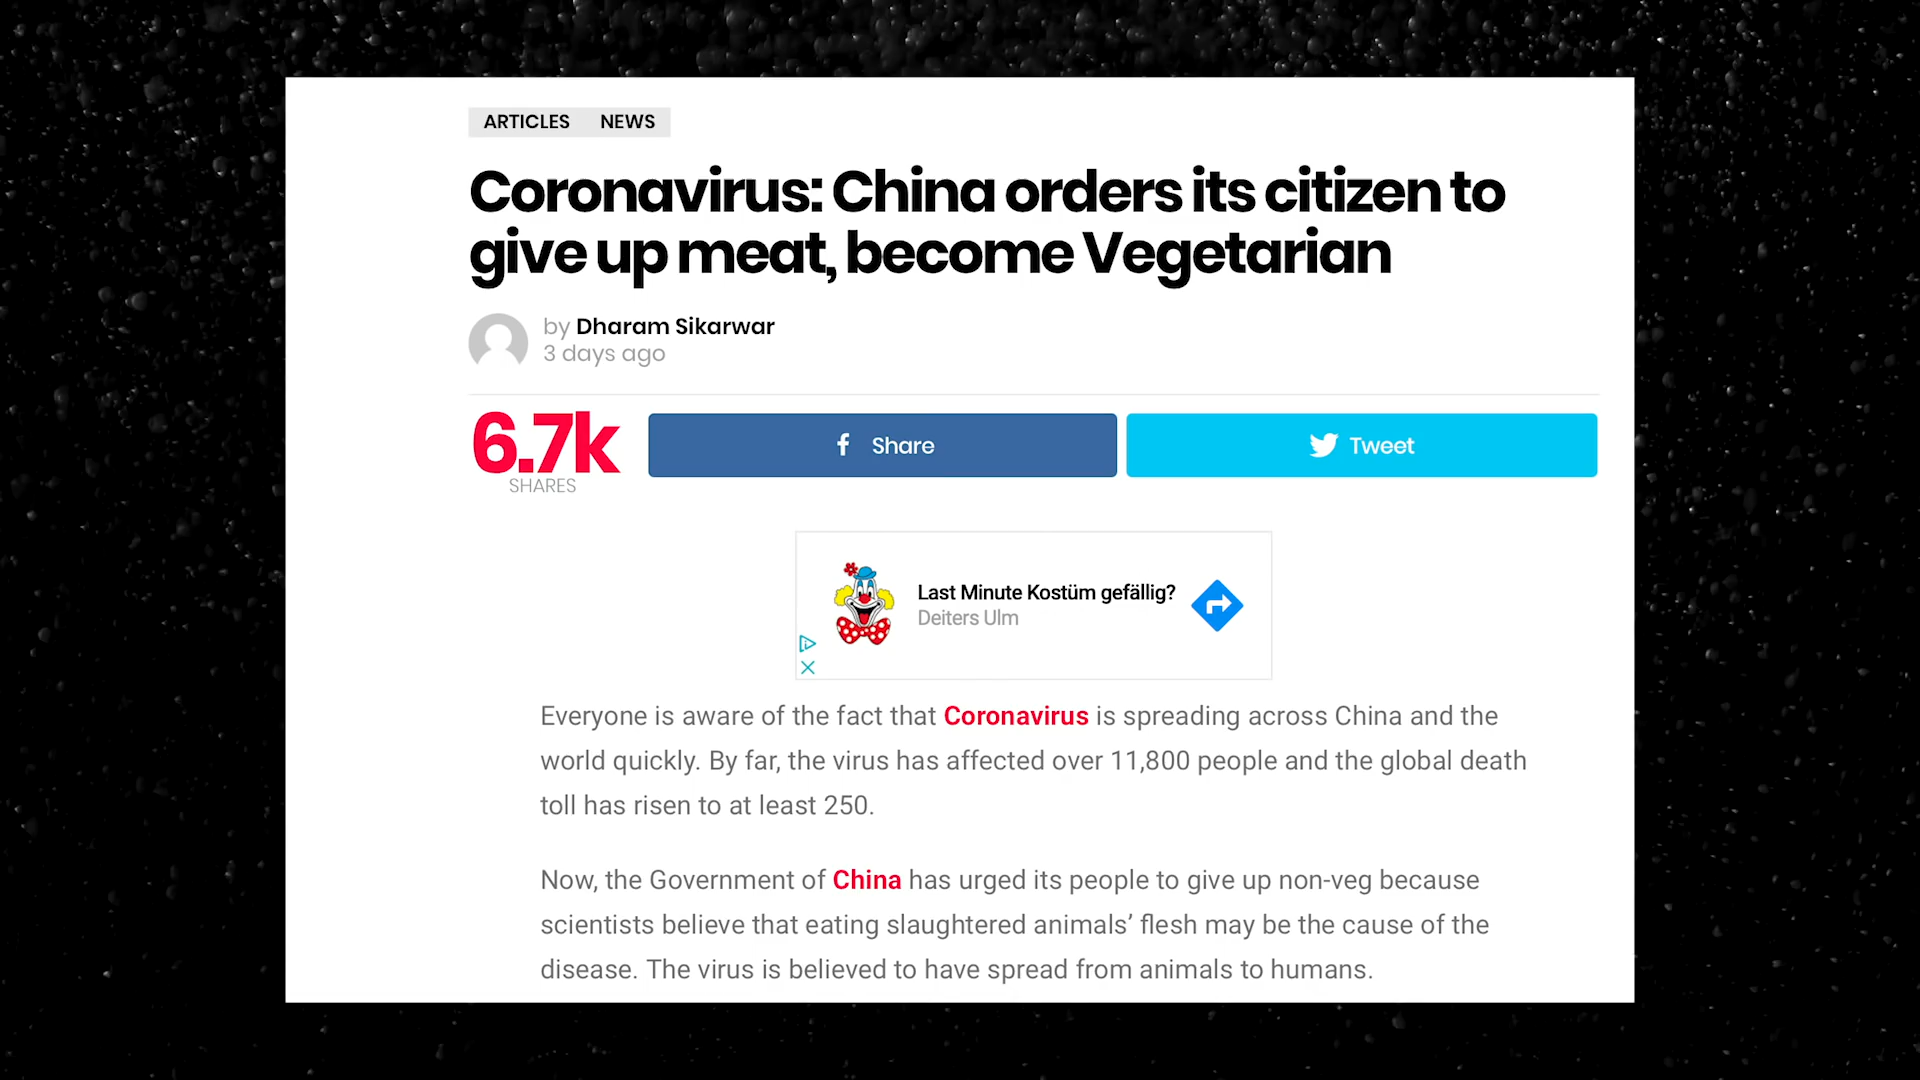 ARTICLES NEWS
Coronavirus: China orders its citizen to
give up meat, become Vegetarian
by Dharam Sikarwar
3 days ago
6.7k
SHARES
Share
Tweet
Last Minute Kostüm gefällig?
Deiters Ulm
Everyone is aware of the fact that Coronavirus is spreading across China and the
world quickly. By far, the virus has affected over 11,800 people and the global death
toll has risen to at least 250.
Now, the Government of China has urged its people to give up non-veg because
scientists believe that eating slaughtered animals’ flesh may be the cause of the
disease. The virus is believed to have spread from animals to humans.